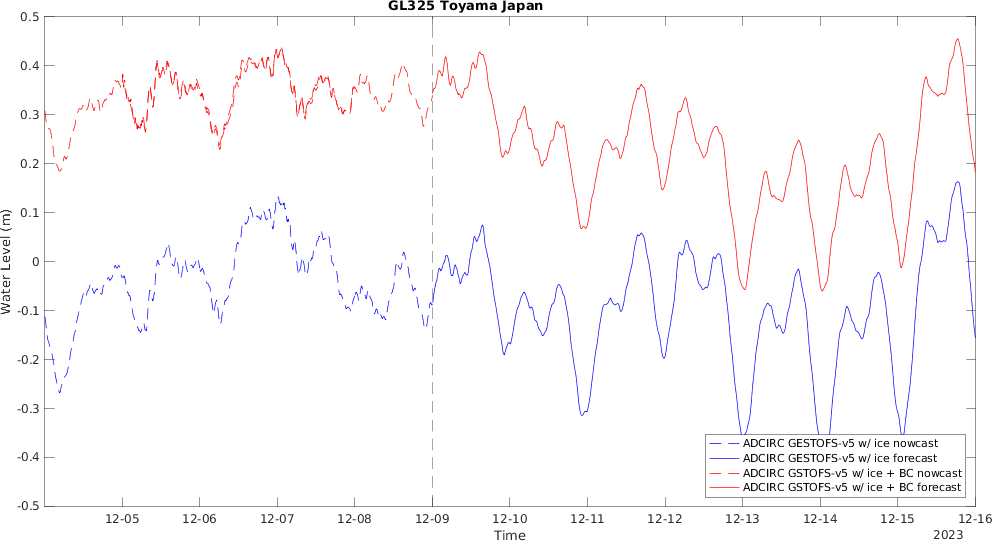 GL325 Toyama Japan
0.5
0.4
0.3
0.2
0.1
0
-0.1
-0.2
-0.3
-0.4
-0.5
Water Level (m)
ADCIRC GESTOFS-v5 w/ ice nowcast
ADCIRC GESTOFS-v5 w/ ice forecast
ADCIRC GSTOFS-v5 w/ ice + BC nowcast
ADCIRC GSTOFS-v5 w/ ice + BC forecast
12-05 12-06 12-07 12-08 12-09 12-10 12-11 12-12 12-13 12-14 12-15 12-16
Time
2023